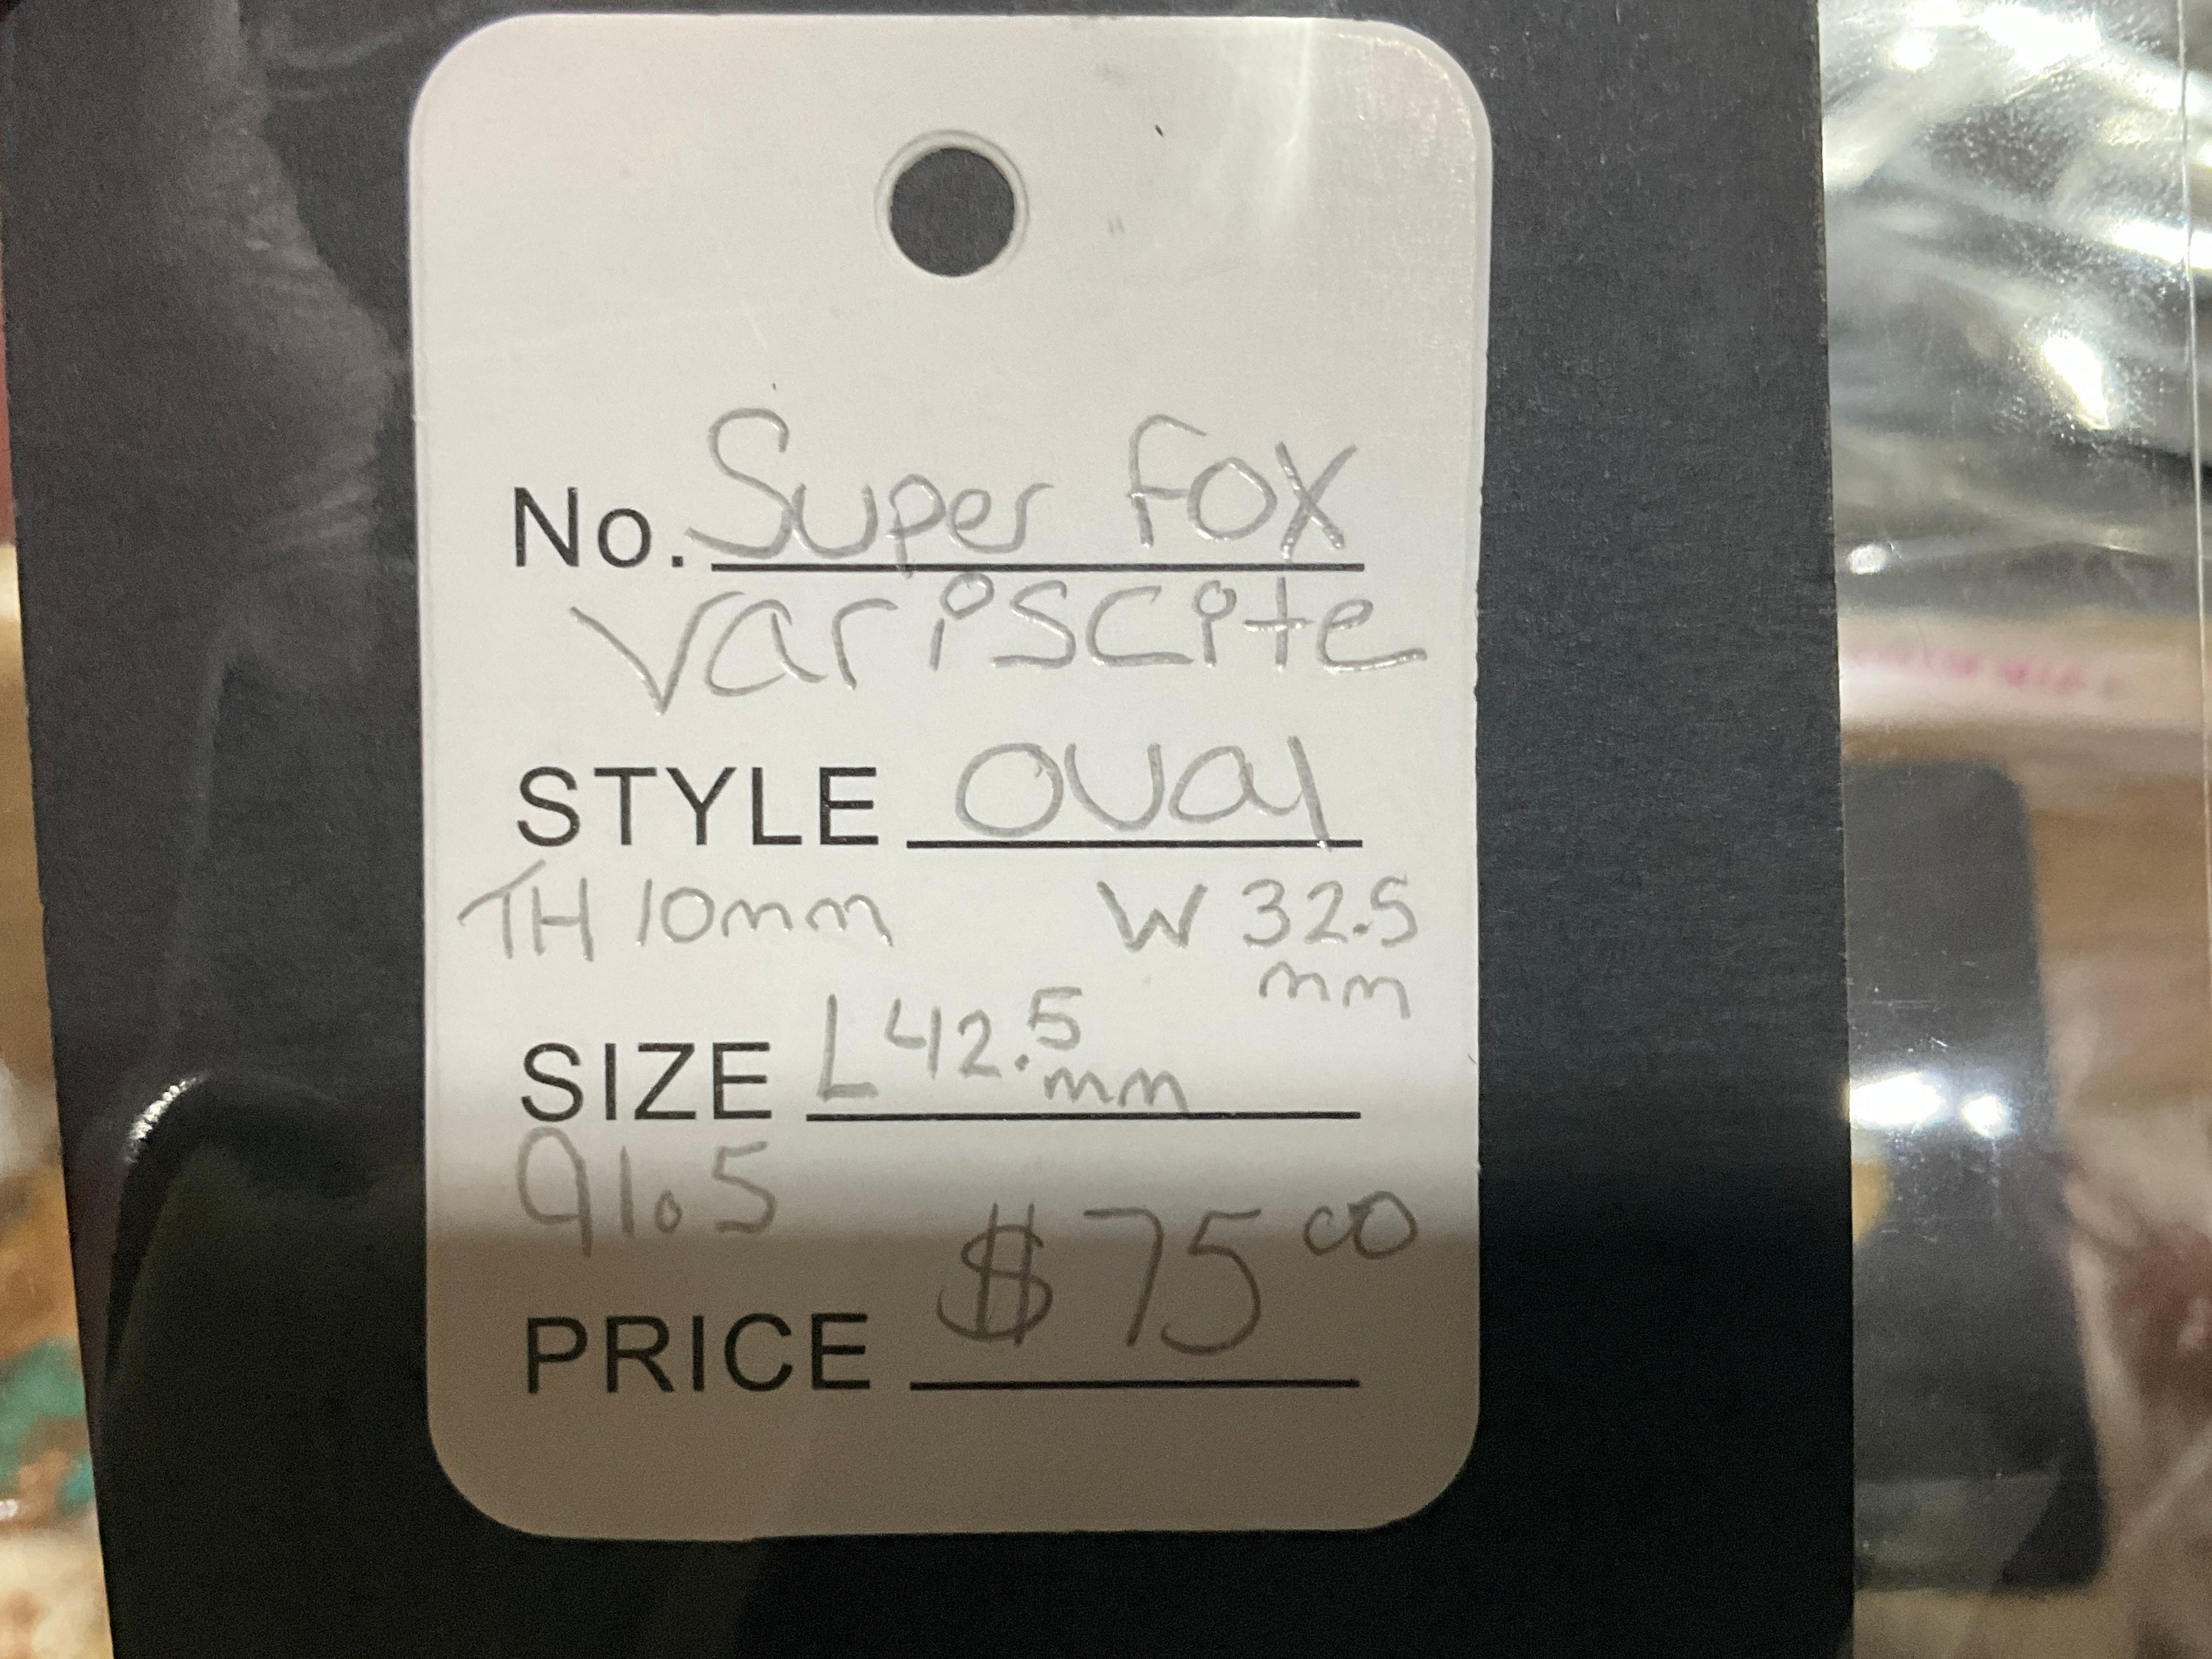 No. Super Fox
Variscite
STYLE Oval
TH 10mm W 32.5
mm
SIZE L 42.5
mm
91.5
$75.00
PRICE